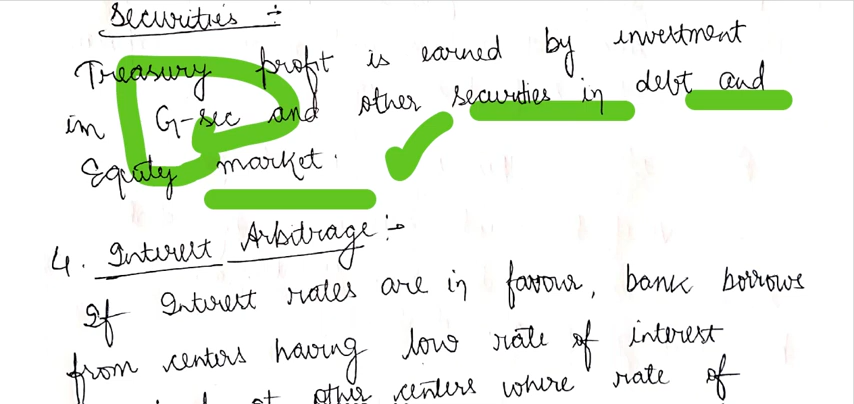 Securities :-
Treasury profit is earned by investment
in G-sec and other securities in debt and
Equity market.
4. Interest Arbitrage :-
If Interest rates are in favour, bank borrows
from centers having low rate of interest
at other centers where rate of